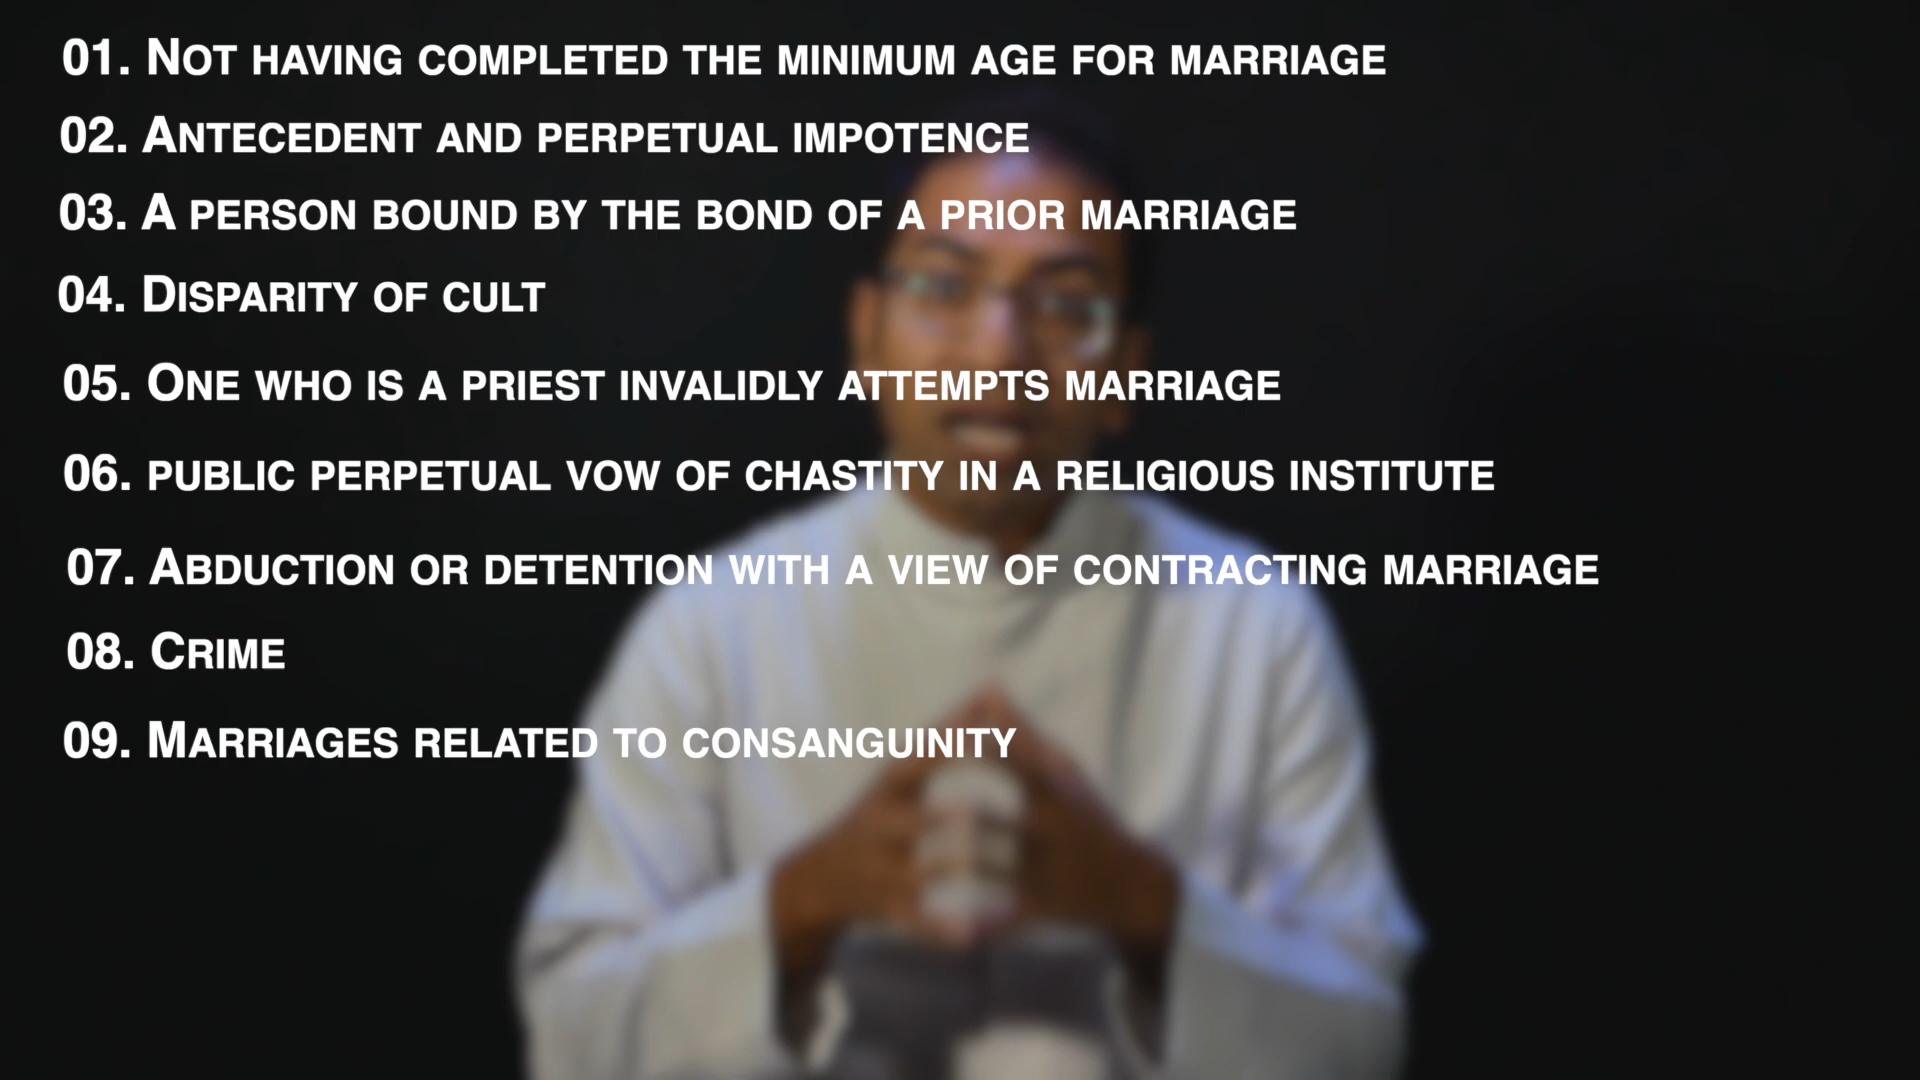 01. Not having completed the minimum age for marriage
02. Antecedent and perpetual impotence
03. A person bound by the bond of a prior marriage
04. Disparity of cult
05. One who is a priest invalidly attempts marriage
06. public perpetual vow of chastity in a religious institute
07. Abduction or detention with a view of contracting marriage
08. Crime
09. Marriages related to consanguinity